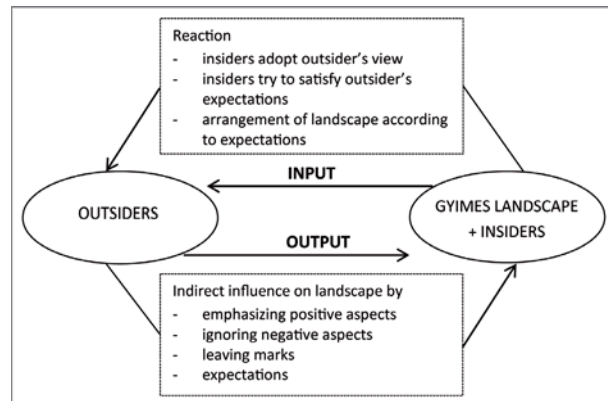 Reaction
- insiders adopt outsider's view
- insiders try to satisfy outsider's
expectations
- arrangement of landscape according
to expectations
INPUT
OUTSIDERS
GYIMES LANDSCAPE
+ INSIDERS
OUTPUT
Indirect influence on landscape by
- emphasizing positive aspects
- ignoring negative aspects
- leaving marks
- expectations